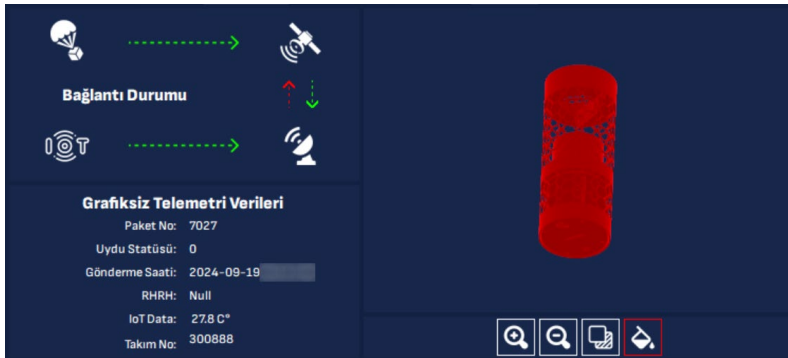 Bağlantı Durumu
IOT
Grafiksiz Telemetri Verileri
Paket No: 7027
Uydu Statüsü: 0
Gönderme Saati: 2024-09-19
RHRH: Null
IoT Data: 27.8 C°
Takım No: 300888